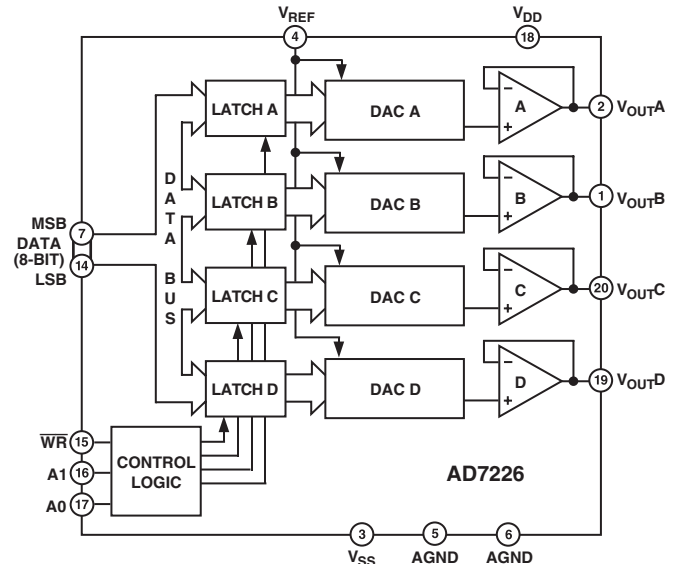 VREF
VDD
4
18
LATCH A
DAC A
A
2
VOUTA
LATCH B
DAC B
B
1
VOUTB
DATA
BUS
MSB
7
DATA
(8-BIT)
14
LSB
LATCH C
DAC C
C
20
VOUTC
LATCH D
DAC D
D
19
VOUTD
WR
15
A1
16
A0
17
CONTROL
LOGIC
AD7226
3
5
6
VSS
AGND
AGND
− +
− +
− +
− +